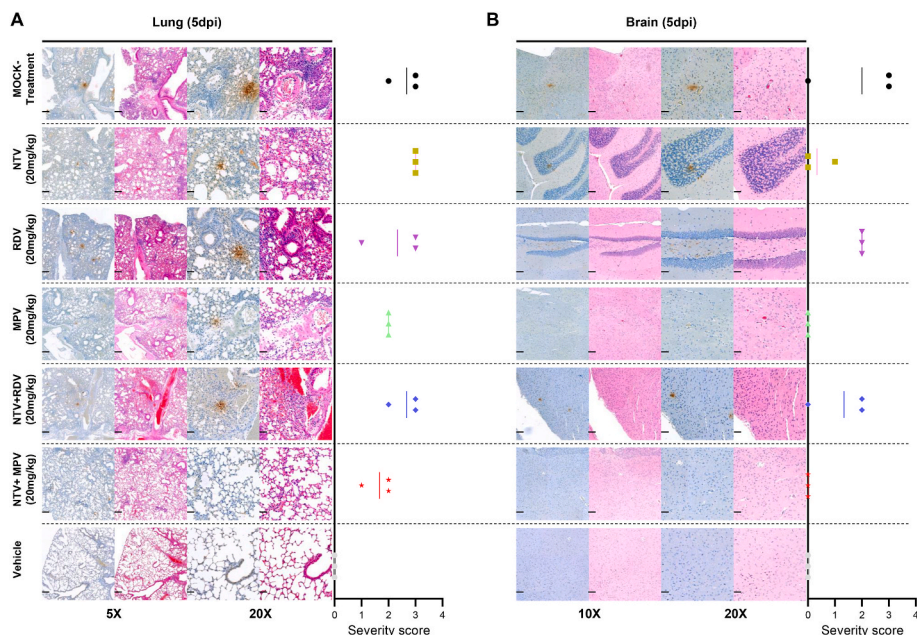 A
Lung (5dpi)
B
Brain (5dpi)
MOCK-
Treatment
NTV
(20mg/kg)
RDV
(20mg/kg)
MPV
(20mg/kg)
NTV+RDV
(20mg/kg)
NTV+ MPV
(20mg/kg)
Vehicle
5X
20X
0 1 2 3 4
Severity score
10X
20X
0 1 2 3 4
Severity score